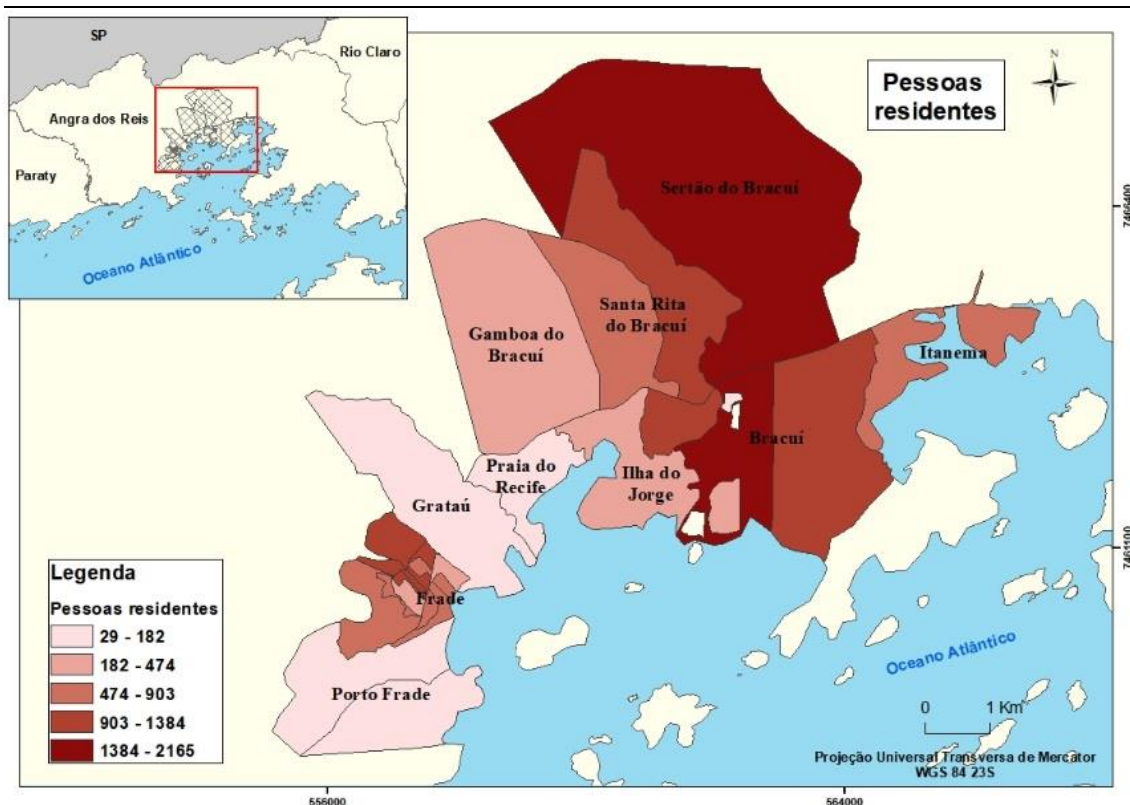 SP
Rio Claro
Angra dos Reis
Paraty
Oceano Atlântico
Pessoas
residentes
Sertão do Bracuí
Santa Rita
do Bracuí
Gamboa do
Bracuí
Itanema
Bracuí
Praia do
Recife
Ilha do
Jorge
Grataú
Frade
Porto Frade
Legenda
Pessoas residentes
29 - 182
182 - 474
474 - 903
903 - 1384
1384 - 2165
Oceano Atlântico
0 1 Km
Projeção Universal Transversa de Mercator
WGS 84 23S
7466400
7461100
556000
564000